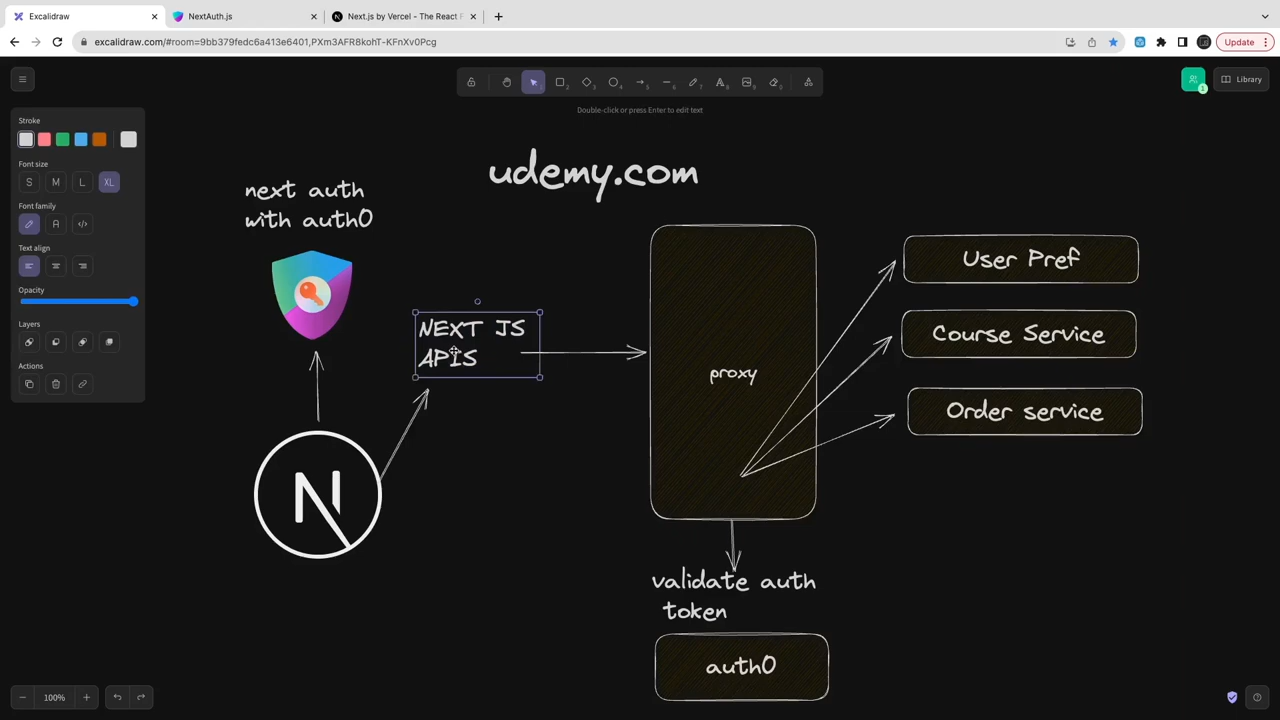 Excalidraw
NextAuth.js
Next.js by Vercel - The React F
excalidraw.com/#room=9bb379fedc6a413e6401,PXm3AFR8kohT-KFnXv0Pcg
Update
Library
Double-click or press Enter to edit text
Stroke
Font size
S M L XL
Font family
A </>
Text align
Opacity
Layers
Actions
udemy.com
next auth
with auth0
NEXT JS
APIS
proxy
User Pref
Course Service
Order service
validate auth
token
auth0
100%